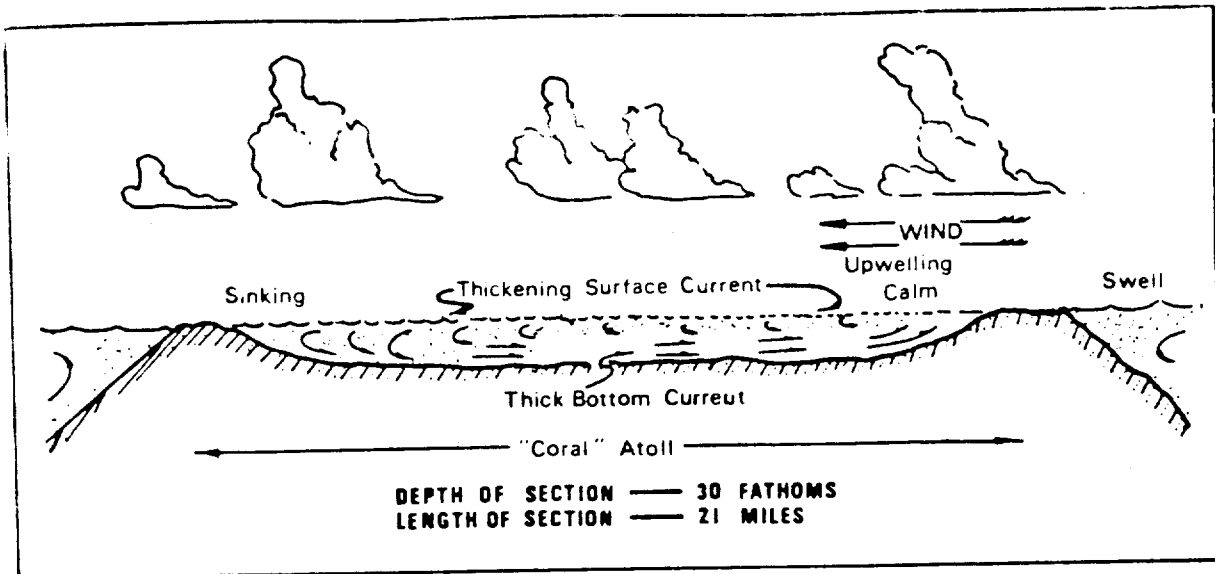 WIND
Upwelling
Calm
Swell
Sinking
Thickening Surface Current
Thick Bottom Curreut
"Coral" Atoll
DEPTH OF SECTION — 30 FATHOMS
LENGTH OF SECTION — 21 MILES